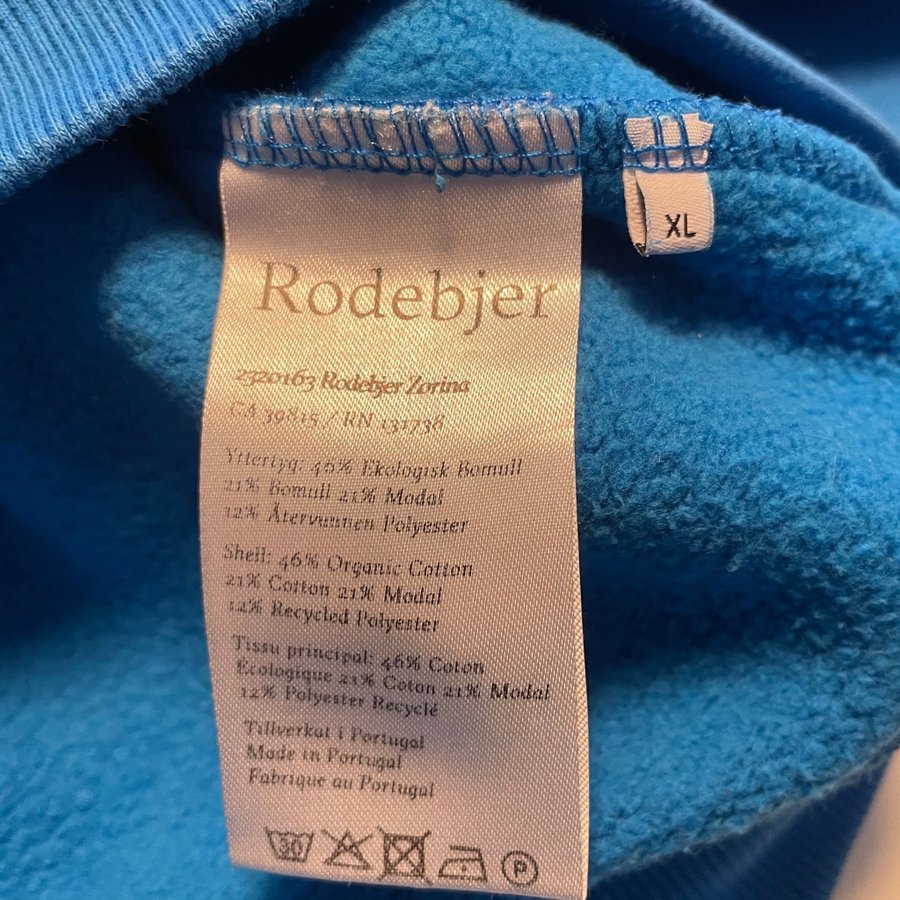 XL
Rodebjer
2320163 Rodebjer Zorina
CA 39815 / RN 131736
Yttertyg: 46% Ekologisk Bomull
21% Bomull 21% Modal
12% Återvunnen Polyester
Shell: 46% Organic Cotton
21% Cotton 21% Modal
12% Recycled Polyester
Tissu principal: 46% Coton
Écologique 21% Coton 21% Modal
12% Polyester Recyclé
Tillverkat i Portugal
Made in Portugal
Fabrique au Portugal
30
P